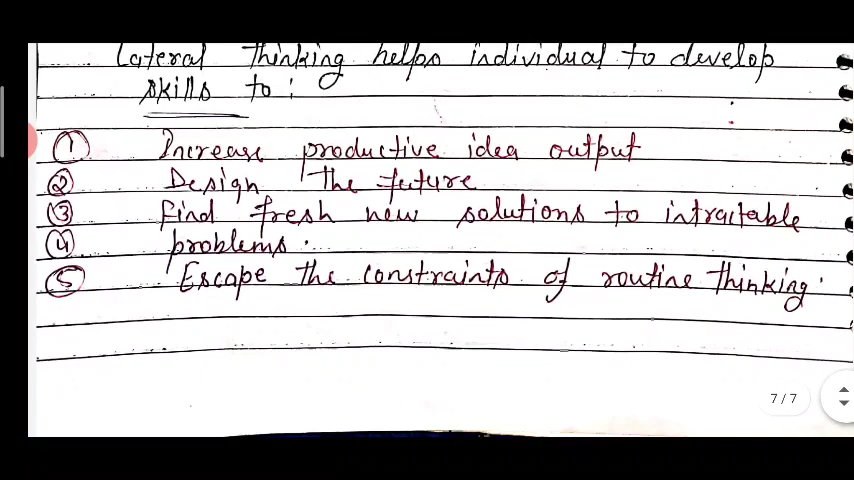 Lateral Thinking helps individual to develop
skills to:
① Increase productive idea output
② Design the future
③ Find fresh new solutions to intractable
④ problems.
⑤ Escape the constraints of routine thinking.
7/7